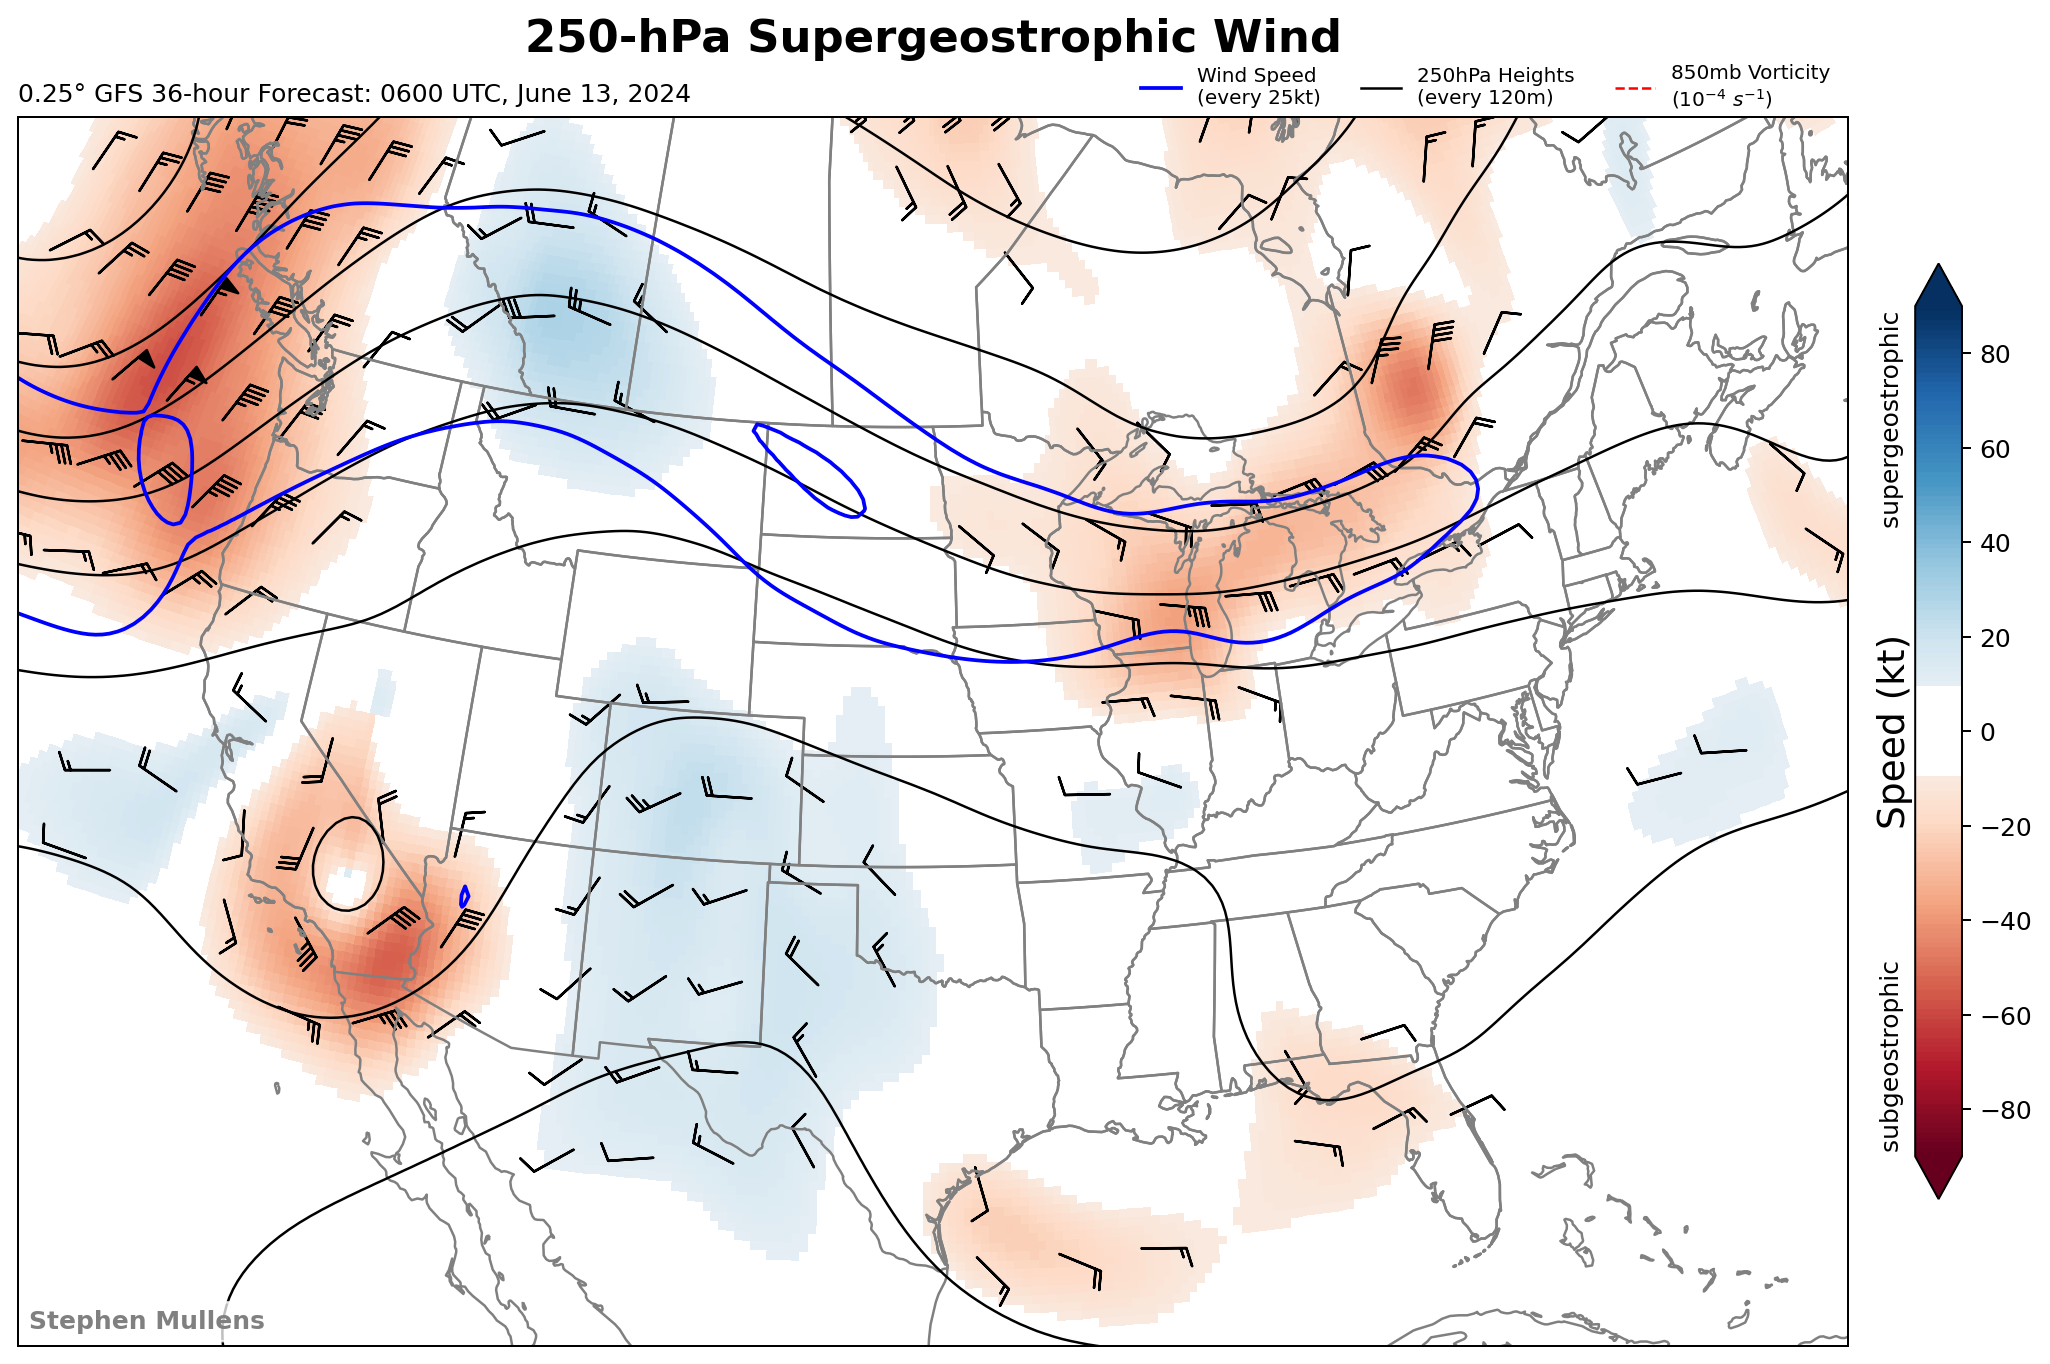 250-hPa Supergeostrophic Wind
0.25° GFS 36-hour Forecast: 0600 UTC, June 13, 2024
Wind Speed
(every 25kt)
250hPa Heights
(every 120m)
850mb Vorticity
(10⁻⁴ s⁻¹)
supergeostrophic
Speed (kt)
subgeostrophic
80
60
40
20
0
−20
−40
−60
−80
Stephen Mullens